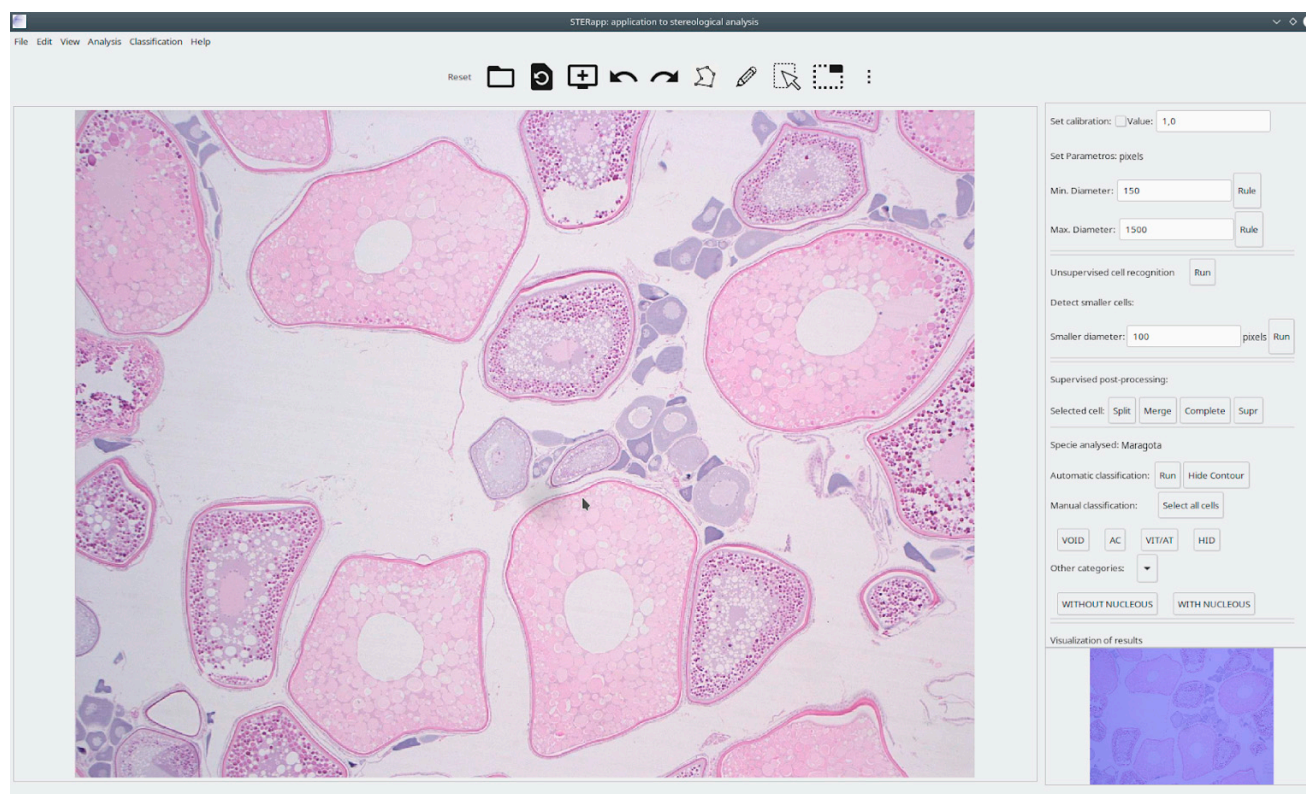 STERapp: application to stereological analysis
File Edit View Analysis Classification Help
Reset
Set calibration: Value: 1,0
Set Parametros: pixels
Min. Diameter: 150 Rule
Max. Diameter: 1500 Rule
Unsupervised cell recognition Run
Detect smaller cells:
Smaller diameter: 100 pixels Run
Supervised post-processing:
Selected cell: Split Merge Complete Supr
Specie analysed: Maragota
Automatic classification: Run Hide Contour
Manual classification: Select all cells
VOID AC VIT/AT HID
Other categories:
WITHOUT NUCLEOUS WITH NUCLEOUS
Visualization of results